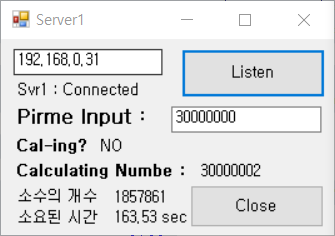 Server1
192,168,0,31
Listen
Svr1 : Connected
Pirme Input :
30000000
Cal-ing? NO
Calculating Numbe : 30000002
소수의 개수 1857861
소요된 시간 163,53 sec
Close